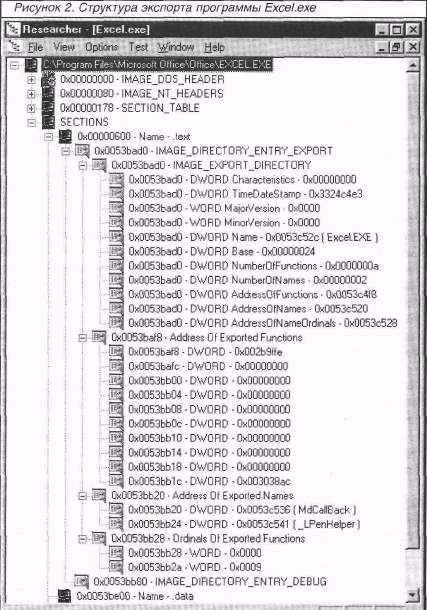 Рисунок 2. Структура экспорта программы Excel.exe
Researcher - [Excel.exe]
File View Options Test Window Help
C:\Program Files\Microsoft Office\Office\EXCEL.EXE
0x00000000 - IMAGE_DOS_HEADER
0x00000080 - IMAGE_NT_HEADERS
0x00000178 - SECTION_TABLE
SECTIONS
0x00000600 - Name - .text
0x0053bad0 - IMAGE_DIRECTORY_ENTRY_EXPORT
0x0053bad0 - IMAGE_EXPORT_DIRECTORY
0x0053bad0 - DWORD Characteristics - 0x00000000
0x0053bad0 - DWORD TimeDateStamp - 0x3324c4e3
0x0053bad0 - WORD MajorVersion - 0x0000
0x0053bad0 - WORD MinorVersion - 0x0000
0x0053bad0 - DWORD Name - 0x0053c52c ( Excel.EXE )
0x0053bad0 - DWORD Base - 0x00000024
0x0053bad0 - DWORD NumberOfFunctions - 0x0000000a
0x0053bad0 - DWORD NumberOfNames - 0x00000002
0x0053bad0 - DWORD AddressOfFunctions - 0x0053c4f8
0x0053bad0 - DWORD AddressOfNames - 0x0053c520
0x0053bad0 - DWORD AddressOfNameOrdinals - 0x0053c528
0x0053baf8 - Address Of Exported Functions
0x0053baf8 - DWORD - 0x002b9ffe
0x0053bafc - DWORD - 0x00000000
0x0053bb00 - DWORD - 0x00000000
0x0053bb04 - DWORD - 0x00000000
0x0053bb08 - DWORD - 0x00000000
0x0053bb0c - DWORD - 0x00000000
0x0053bb10 - DWORD - 0x00000000
0x0053bb14 - DWORD - 0x00000000
0x0053bb18 - DWORD - 0x00000000
0x0053bb1c - DWORD - 0x003038ac
0x0053bb20 - Address Of Exported Names
0x0053bb20 - DWORD - 0x0053c536 ( MdCallBack )
0x0053bb24 - DWORD - 0x0053c541 ( _LPenHelper )
0x0053bb28 - Ordinals Of Exported Functions
0x0053bb28 - WORD - 0x0000
0x0053bb2a - WORD - 0x0009
0x0053bb80 - IMAGE_DIRECTORY_ENTRY_DEBUG
0x0053be00 - Name - .data